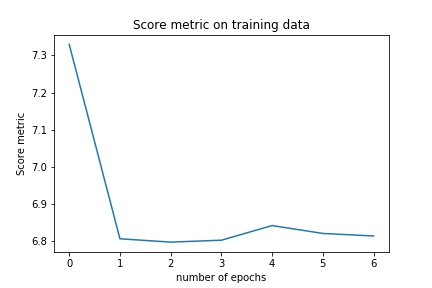 Score metric on training data
7.3
7.2
7.1
7.0
6.9
6.8
Score metric
0 1 2 3 4 5 6
number of epochs